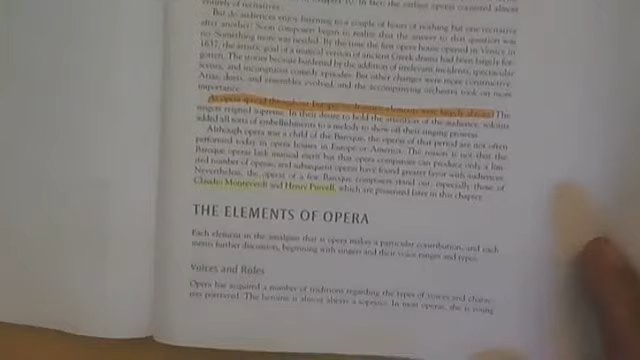 entirely of recitative.
But do audiences enjoy listening to a couple of hours of nothing but one recitative
after another? Soon composers began to realize that the answer to that question was
no. Something more was needed. By the time the first opera house opened in Venice in
1637, the artistic goal of a musical version of ancient Greek drama had been largely for-
gotten. The stories became burdened by the addition of irrelevant incidents, spectacular
scenes, and incongruous comedy episodes. But other changes were more constructive.
Arias, duets, and ensembles evolved, and the accompanying orchestra took on more
importance.
As opera spread throughout elements were largely The
singers reigned supreme. In their desire to hold the attention of the audience, soloists
added all sorts of embellishments to a melody to show off their singing prowess.
Although opera was a child of the Baroque, the operas of that period are not often
performed today in opera houses in Europe or America. The reason is not that the
Baroque operas lack musical merit but that opera companies can produce only a lim-
ited number of operas, and subsequent operas have found greater favor with audiences.
Nevertheless, the operas of a few Baroque composers stand out, especially those of
Claudio Monteverdi and Henry Purcell, which are presented later in this chapter.
THE ELEMENTS OF OPERA
Each element in the amalgam that is opera makes a particular contribution, and each
merits further discussion, beginning with singers and their voice ranges and types.
Voices and Roles
Opera has acquired a number of traditions regarding the types of voices and charac-
ters portrayed. The heroine is almost always a soprano. In most operas, she is young